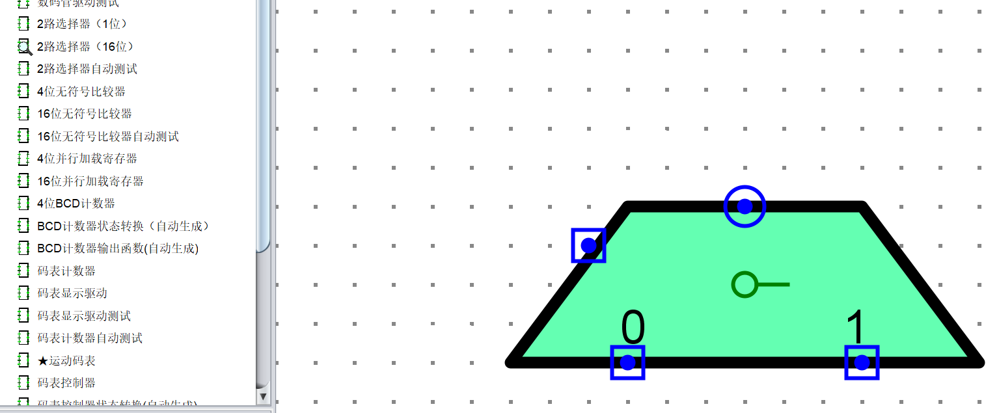 数码管驱动测试
2路选择器（1位）
2路选择器（16位）
2路选择器自动测试
4位无符号比较器
16位无符号比较器
16位无符号比较器自动测试
4位并行加载寄存器
16位并行加载寄存器
4位BCD计数器
BCD计数器状态转换（自动生成）
BCD计数器输出函数(自动生成)
码表计数器
码表显示驱动
码表显示驱动测试
码表计数器自动测试
★运动码表
码表控制器
码表控制器状态转换(自动生成)
0
1